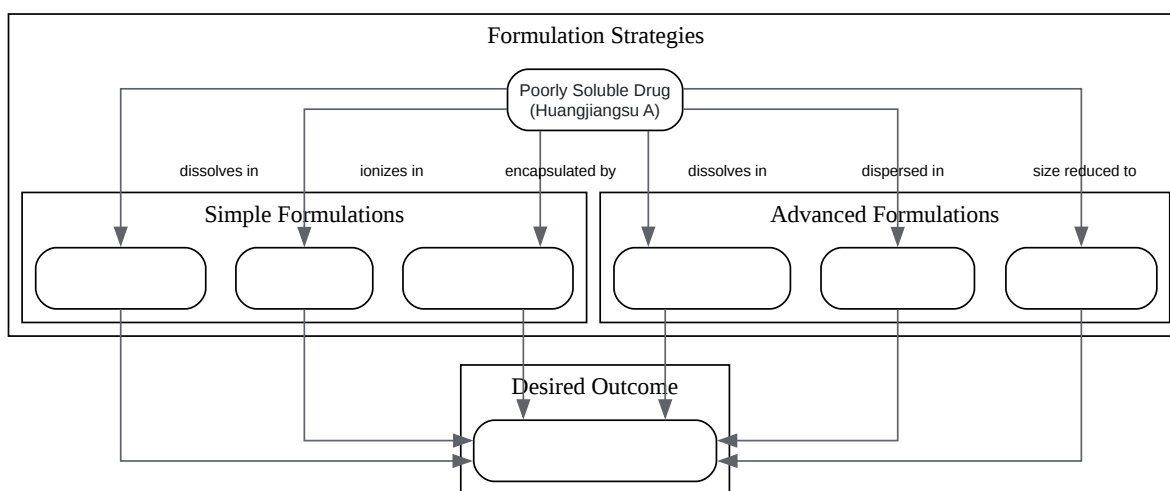 Formulation Strategies
Poorly Soluble Drug
(Huangjiangsu A)
dissolves in
ionizes in
encapsulated by
dissolves in
dispersed in
size reduced to
Simple Formulations
Advanced Formulations
Desired Outcome